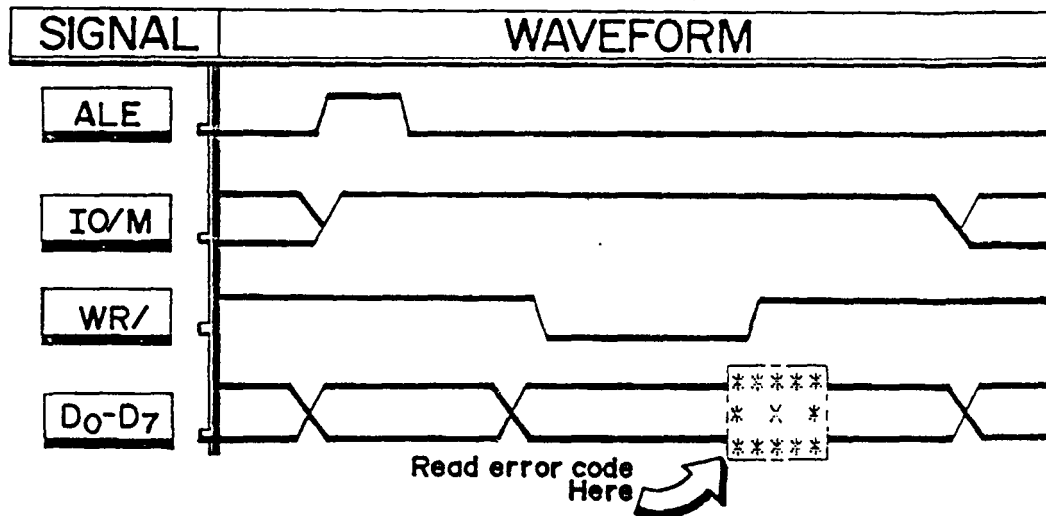 SIGNAL WAVEFORM
ALE
IO/M
WR/
D0-D7
* * * * *
* * *
* * * * *
Read error code
Here